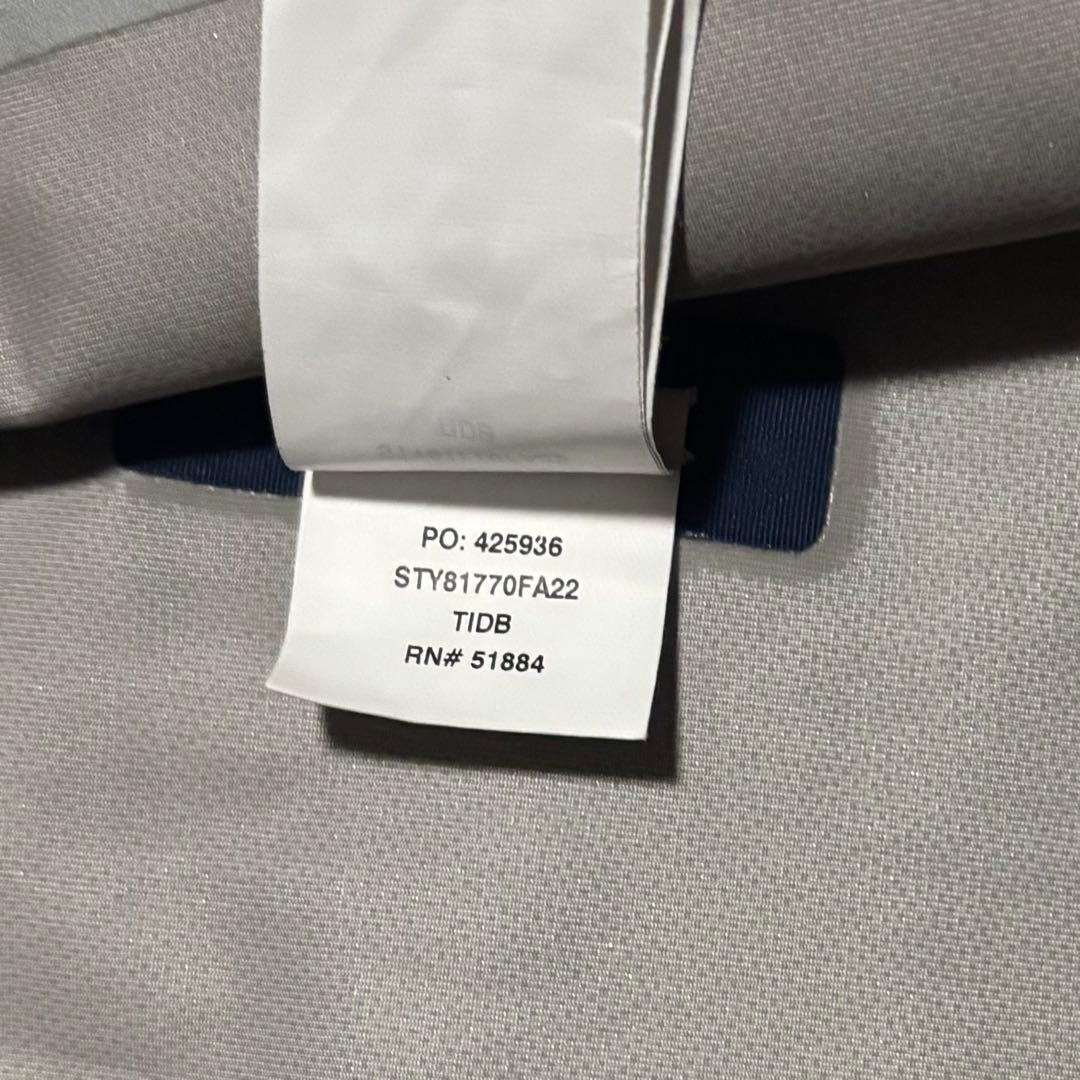 PO: 425936
STY81770FA22
TIDB
RN# 51884